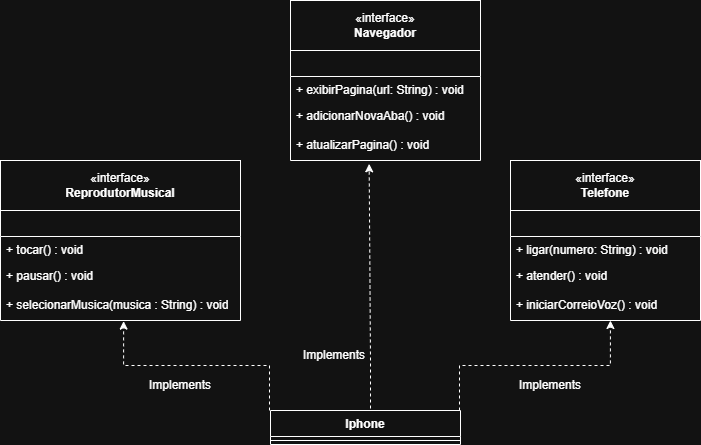 «interface»
Navegador
+ exibirPagina(url: String) : void
+ adicionarNovaAba() : void
+ atualizarPagina() : void
«interface»
ReprodutorMusical
+ tocar() : void
+ pausar() : void
+ selecionarMusica(musica : String) : void
«interface»
Telefone
+ ligar(numero: String) : void
+ atender() : void
+ iniciarCorreioVoz() : void
Implements
Implements
Implements
Iphone